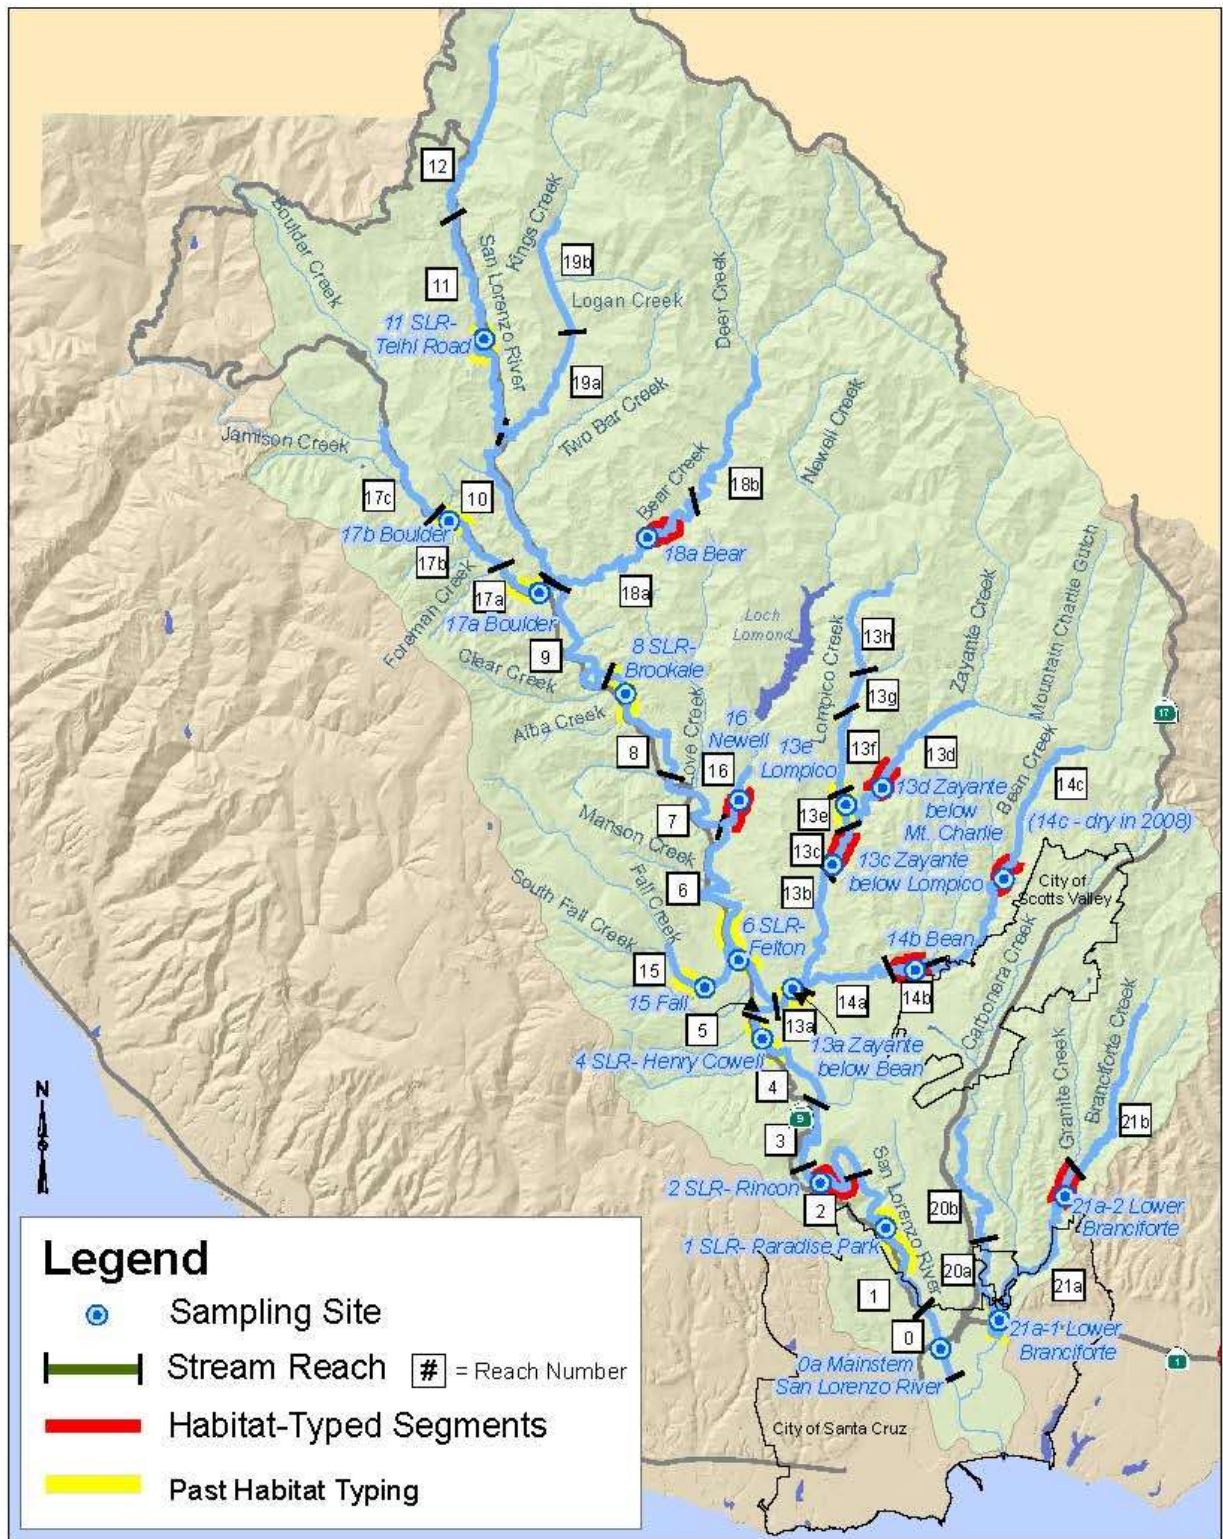 12
Boulder Creek
Kings Creek
San Lorenzo River
19b
11
Logan Creek
Deer Creek
11 SLR-
Teihl Road
19a
Two Bar Creek
Newell Creek
Jamison Creek
Bear Creek
18b
17c
10
17b Boulder
18a Bear
17b
Mountain Charlie Gutch
Foreman Creek
17a
18a
17a Boulder
Loch
Lomond
Zayante Creek
13h
9
8 SLR-
Brookale
Clear Creek
Lompico Creek
13g
Alba Creek
Love Creek
16
Newell
13e
Lompico
13f
13d
17
8
16
Bean Creek
14c
13d Zayante
below
Mt. Charlie
(14c - dry in 2008)
7
13e
Manson Creek
13c
13c Zayante
below Lompico
City of
Scotts Valley
6
13b
Fall Creek
South Fall Creek
6 SLR-
Felton
Carbonera Creek
14b Bean
15
15 Fall
14a
14b
5
13a
13a Zayante
below Bean
4 SLR- Henry Cowell
Granite Creek
Branciforte Creek
4
9
3
21b
San Lorenzo River
2 SLR- Rincon
2
20b
21a-2 Lower
Branciforte
1 SLR- Paradise Park
20a
21a
1
0
21a-1 Lower
Branciforte
1
0a Mainstem
San Lorenzo River
City of Santa Cruz
N
Legend
Sampling Site
Stream Reach # = Reach Number
Habitat-Typed Segments
Past Habitat Typing